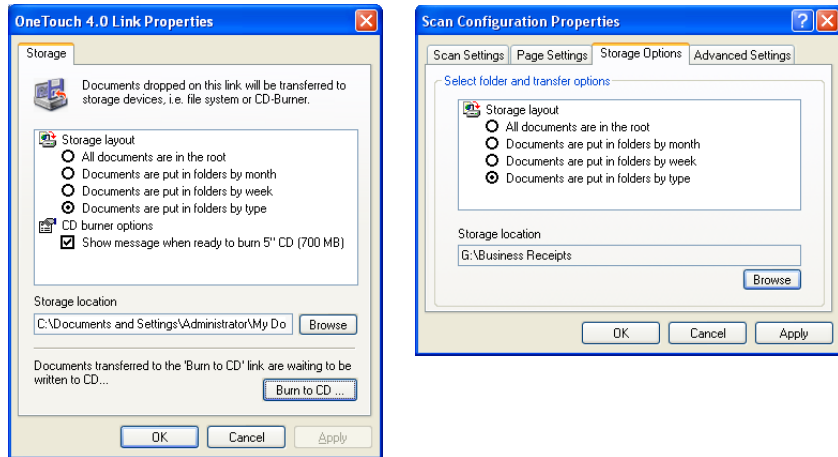 OneTouch 4.0 Link Properties
Storage
Documents dropped on this link will be transferred to
storage devices, i.e. file system or CD-Burner.
Storage layout
All documents are in the root
Documents are put in folders by month
Documents are put in folders by week
Documents are put in folders by type
CD burner options
Show message when ready to burn 5" CD (700 MB)
Storage location
C:\Documents and Settings\Administrator\My Do
Browse
Documents transferred to the 'Burn to CD' link are waiting to be
written to CD...
Burn to CD ...
OK Cancel Apply
Scan Configuration Properties
Scan Settings Page Settings Storage Options Advanced Settings
Select folder and transfer options
Storage layout
All documents are in the root
Documents are put in folders by month
Documents are put in folders by week
Documents are put in folders by type
Storage location
G:\Business Receipts
Browse
OK Cancel Apply